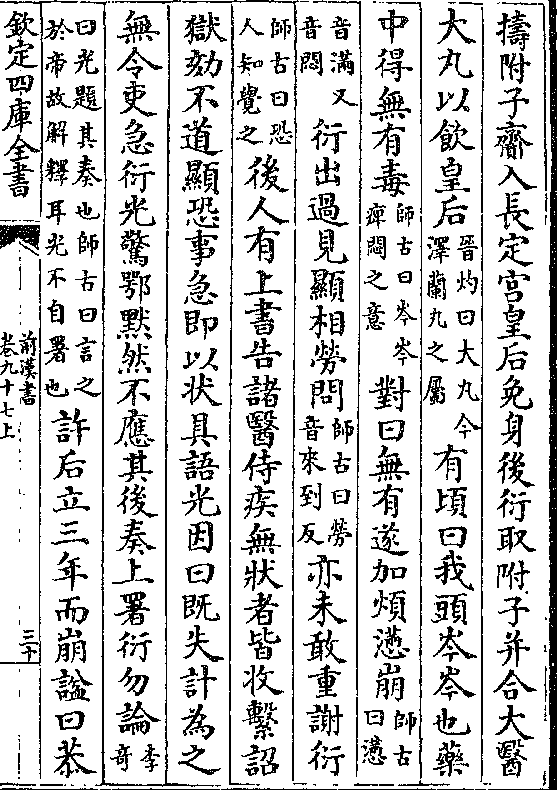 擣附子齎入長定宮皇后免身後衍取附子并合大醫
大丸以飲皇后晉灼曰大丸今澤蘭丸之屬有頃曰我頭岑岑也藥
中得無有毒師古曰岑岑痺悶之意對曰無有遂加煩懣崩師古曰懣
音滿又音悶衍出過見顯相勞問師古曰勞音來到反亦未敢重謝衍
師古曰恐人知覺之後人有上書告諸醫侍疾無狀者皆收繫詔
獄劾不道顯恐事急即以狀具語光因曰既失計為之
無令吏急衍光驚鄂默然不應其後奏上署衍勿論李奇
曰光題其奏也師古曰言之於帝故解釋耳光不自署也許后立三年而崩諡曰恭
欽定四庫全書
前漢書
卷九十七上
三十